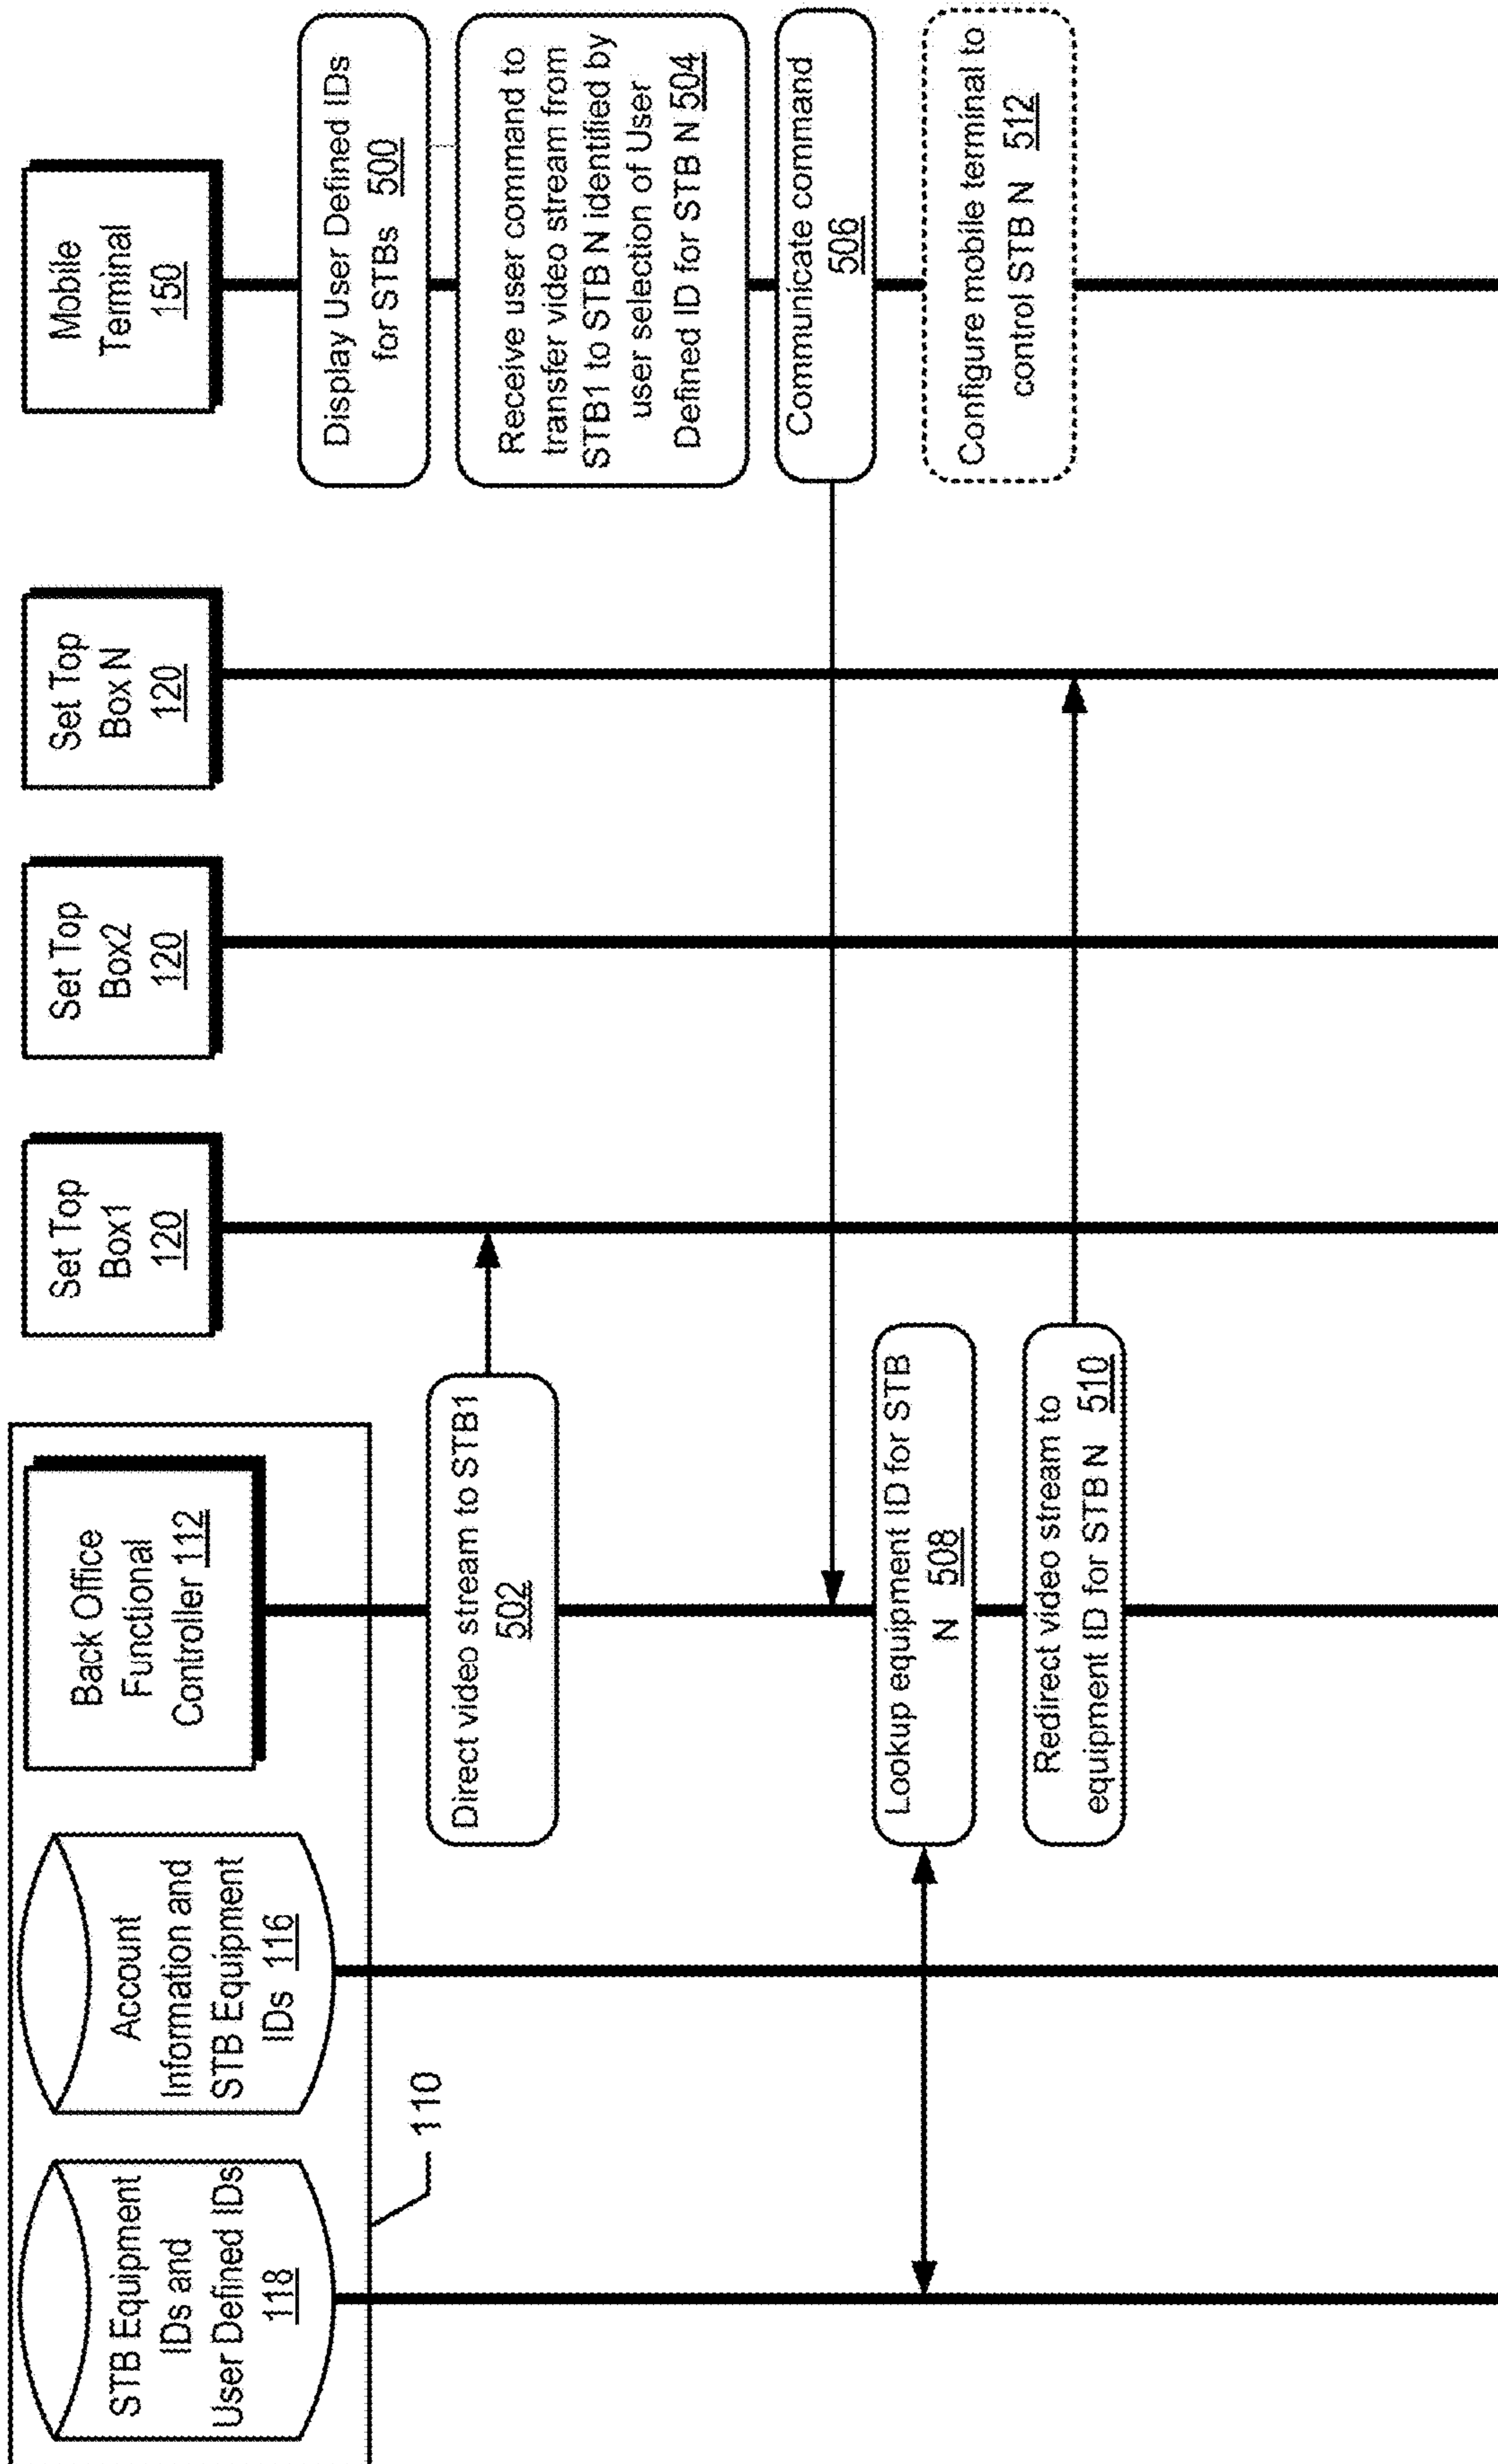 STB Equipment
IDs and
User Defined IDs
118
Account
Information and
STB Equipment
IDs 116
Back Office
Functional
Controller 112
Set Top
Box1
120
Set Top
Box2
120
Set Top
Box N
120
Mobile
Terminal
150
110
Display User Defined IDs
for STBs 500
Direct video stream to STB1
502
Receive user command to
transfer video stream from
STB1 to STB N identified by
user selection of User
Defined ID for STB N 504
Communicate command
506
Lookup equipment ID for STB
N 508
Redirect video stream to
equipment ID for STB N 510
Configure mobile terminal to
control STB N 512